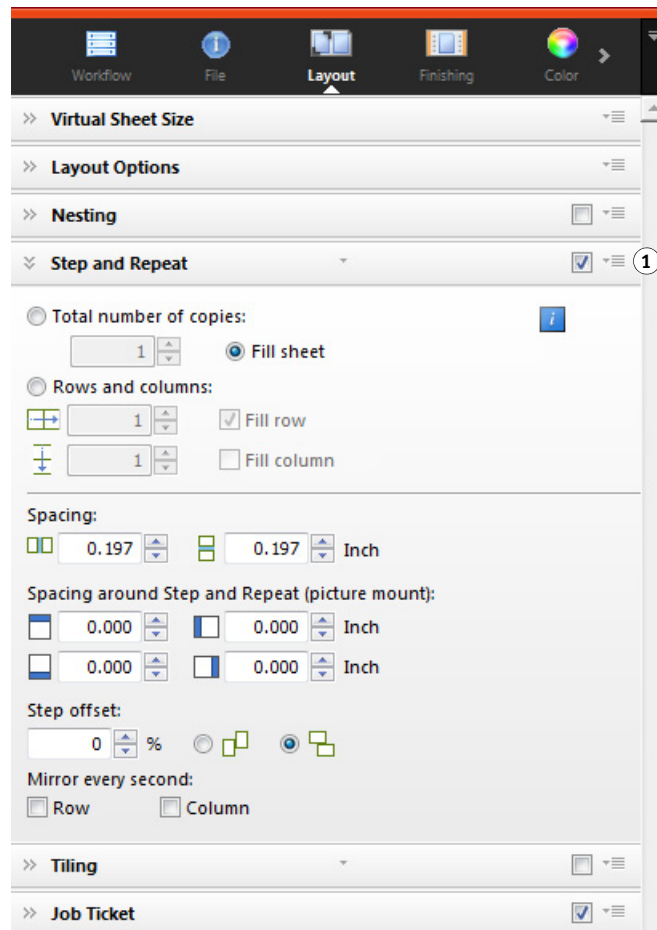 Workflow File Layout Finishing Color
Virtual Sheet Size
Layout Options
Nesting
Step and Repeat 1
Total number of copies:
1 Fill sheet
Rows and columns:
1 Fill row
1 Fill column
Spacing:
0.197 0.197 Inch
Spacing around Step and Repeat (picture mount):
0.000 0.000 Inch
0.000 0.000 Inch
Step offset:
0 %
Mirror every second:
Row Column
Tiling
Job Ticket